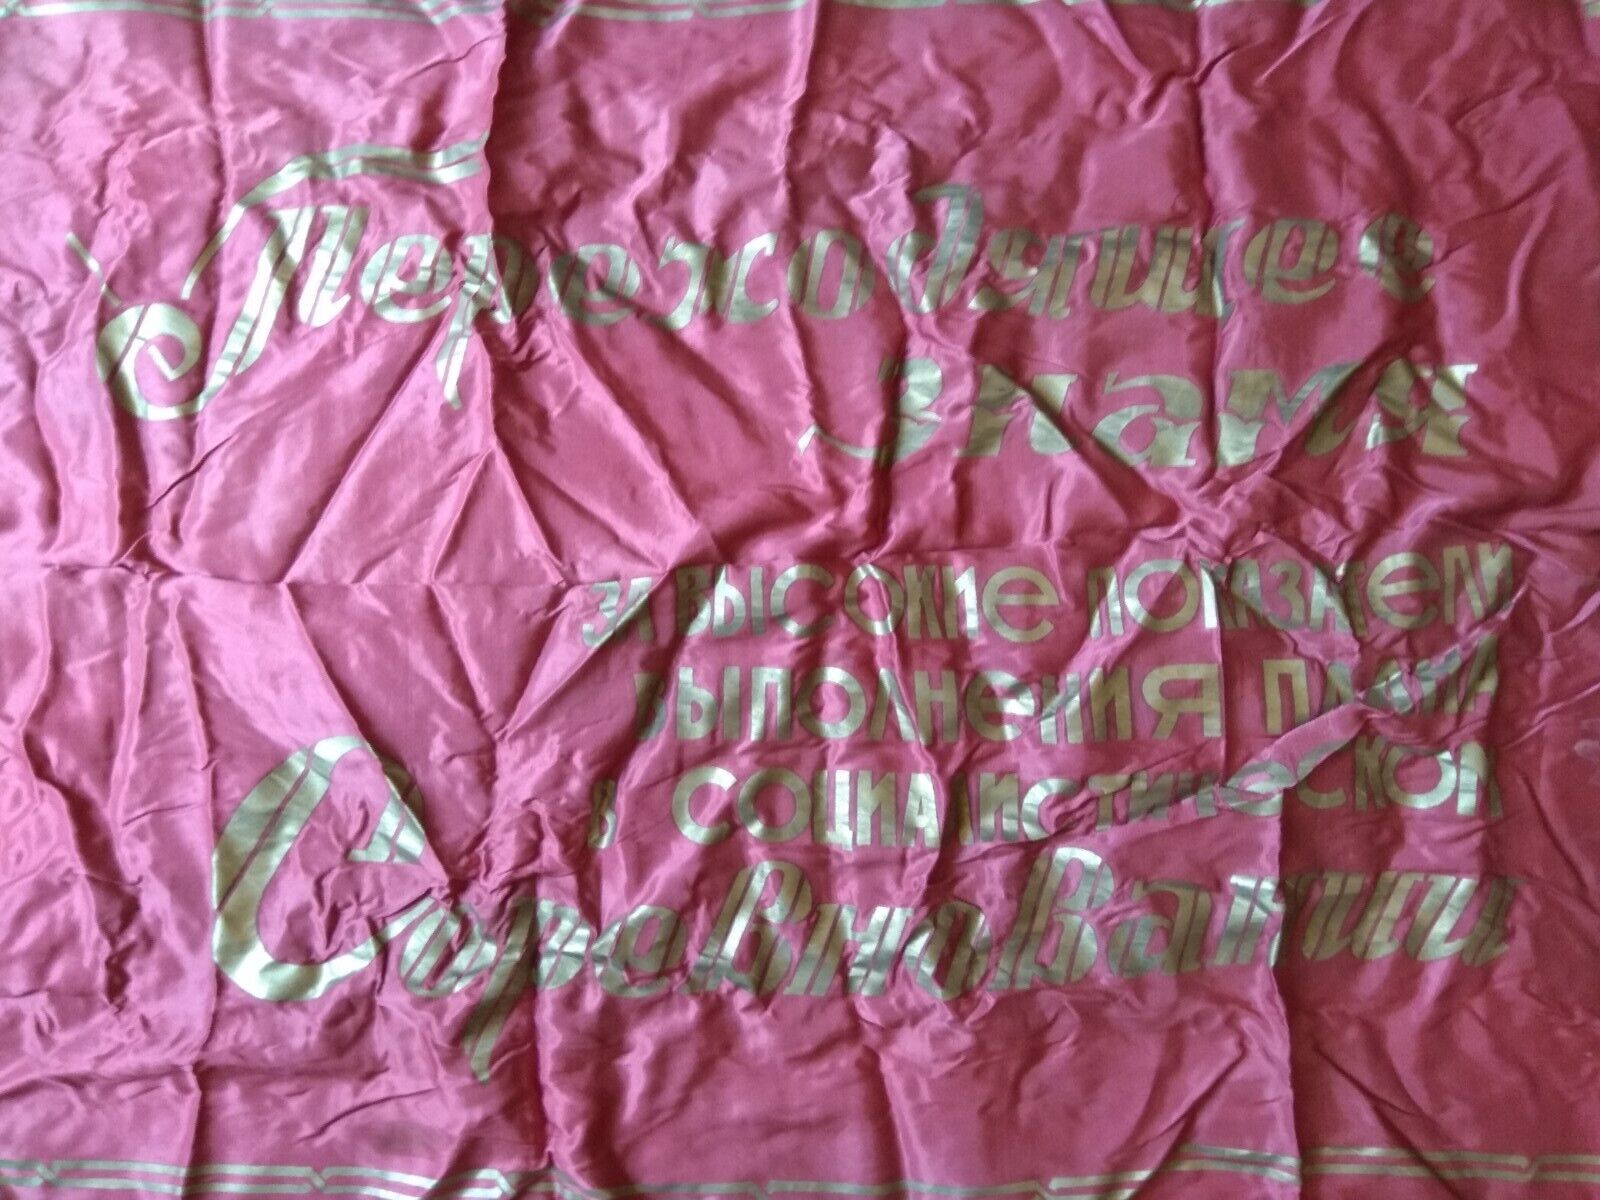 Переходящее
Знамя
ЗА ВЫСОКИЕ ПОКАЗАТЕЛИ
ВЫПОЛНЕНИЯ ПЛАНА
В СОЦИАЛИСТИЧЕСКОМ
Соревновании